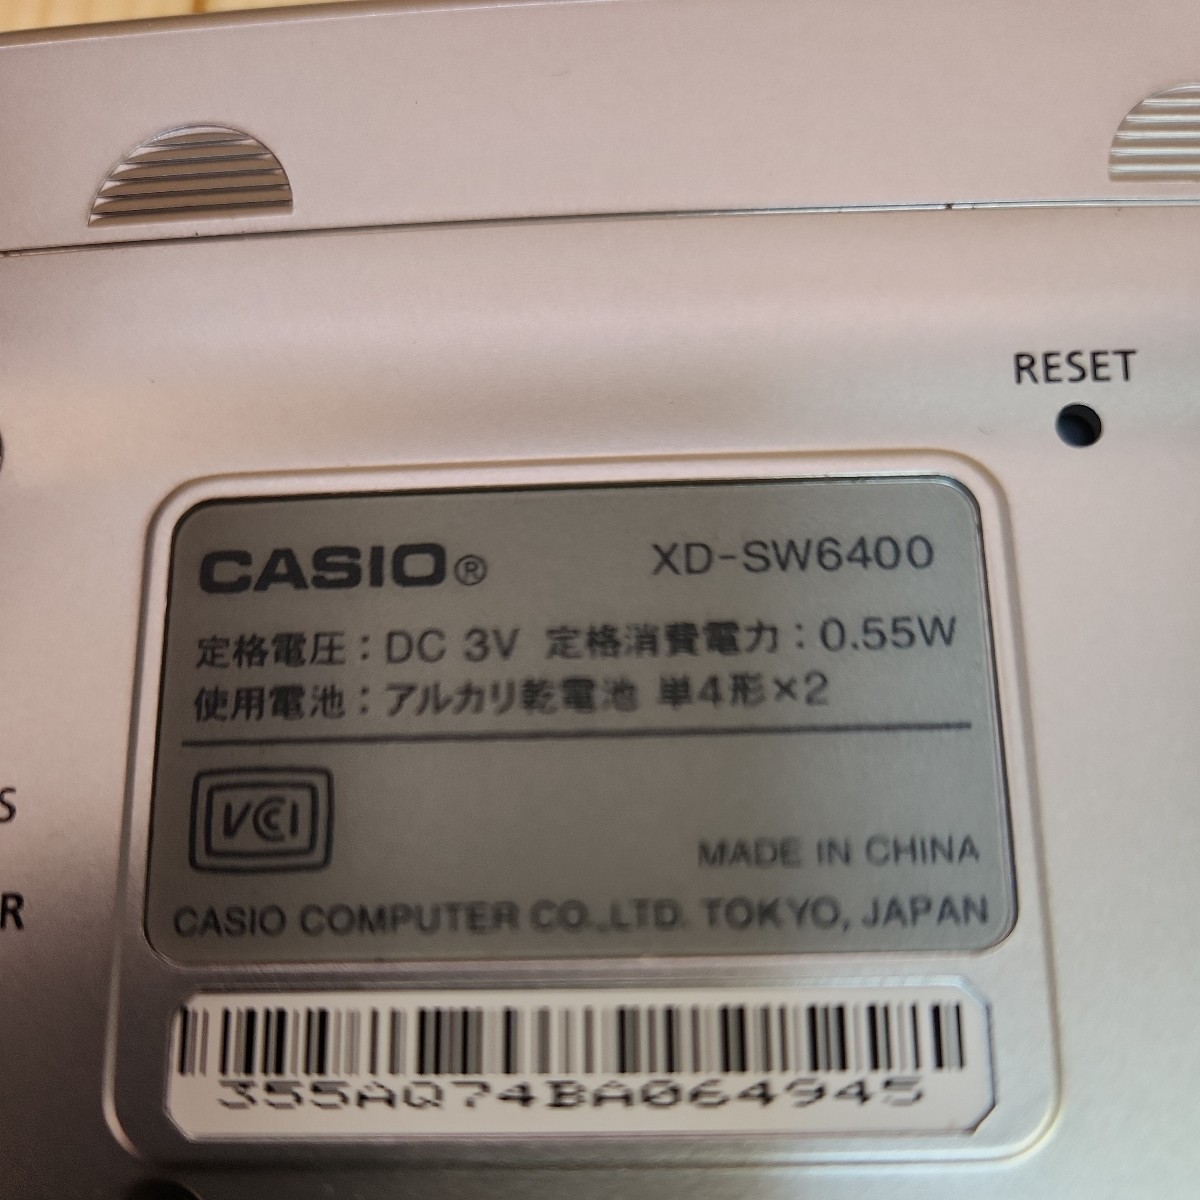 RESET
CASIO® XD-SW6400
定格電圧：DC 3V 定格消費電力：0.55W
使用電池：アルカリ乾電池 単4形×2
S
VCCI
MADE IN CHINA
R
CASIO COMPUTER CO.,LTD. TOKYO, JAPAN
355AQ74BA064945